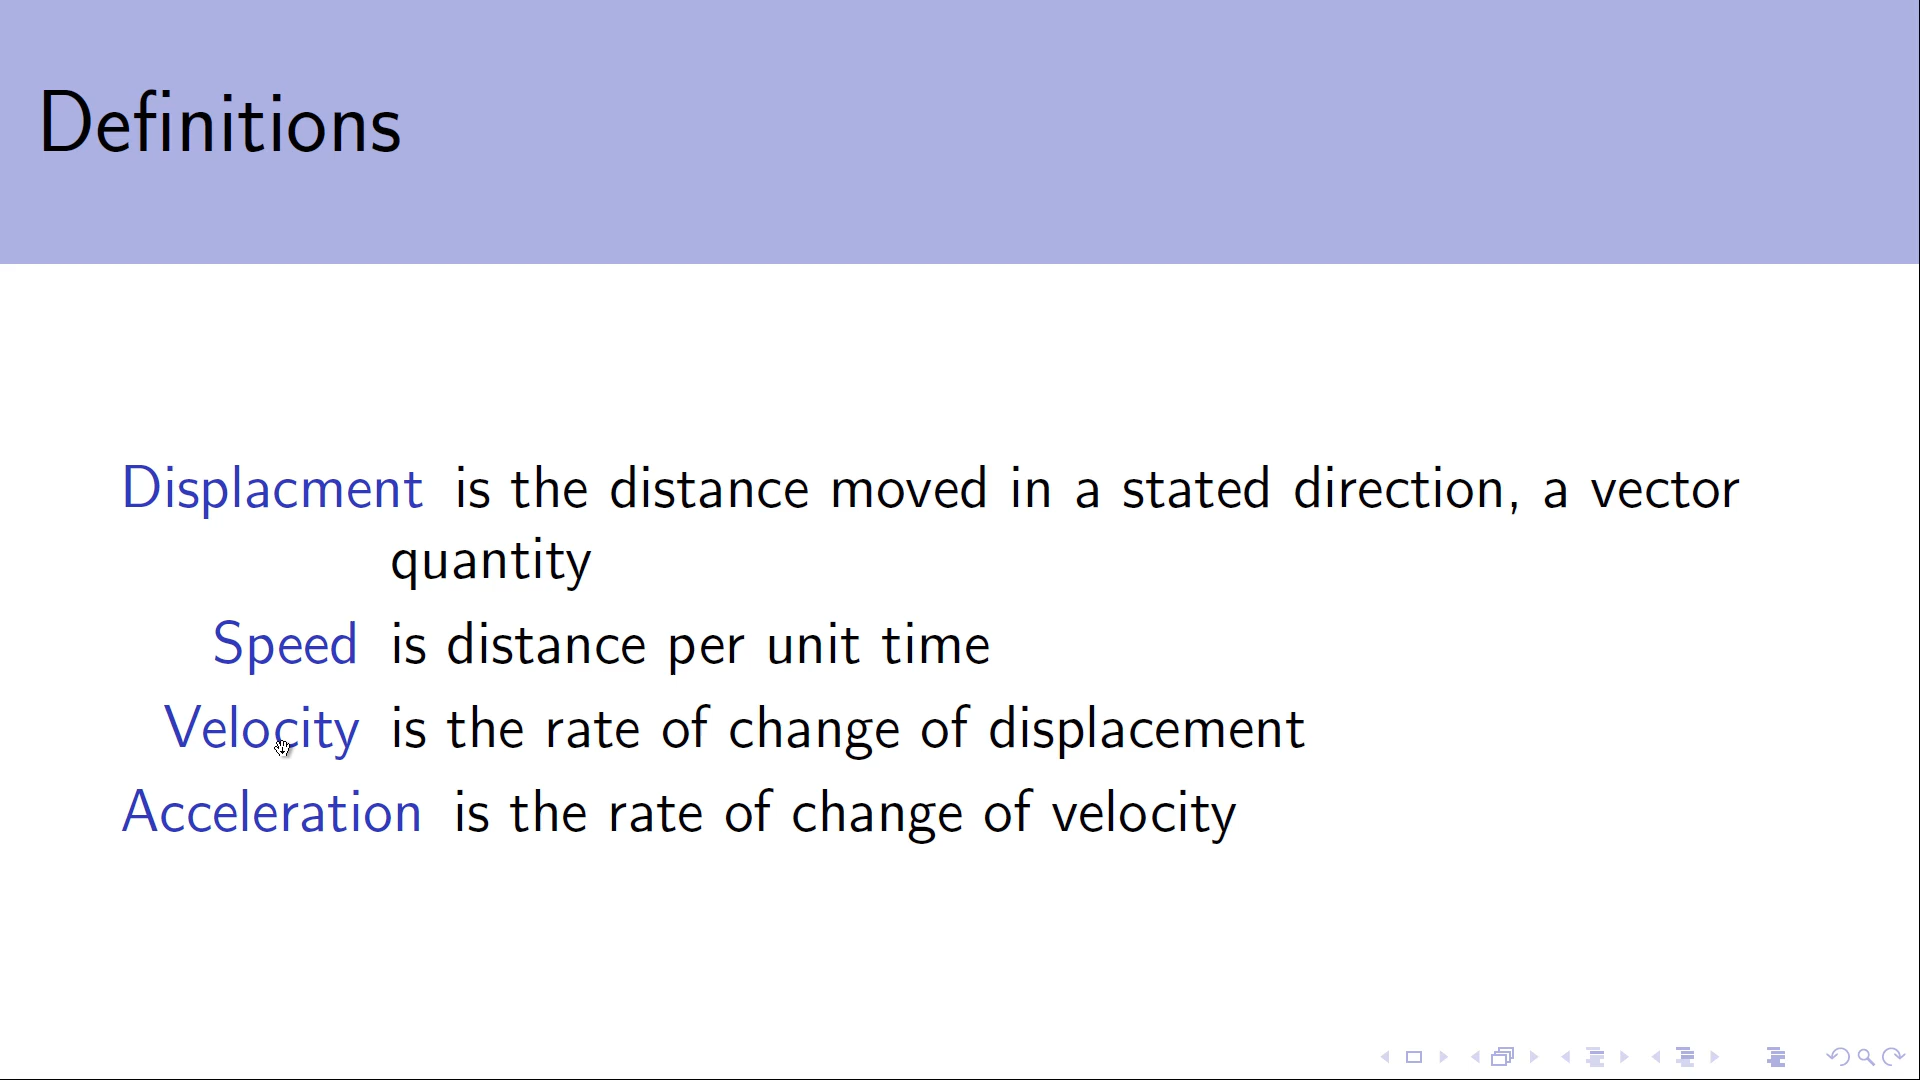 Definitions
Displacment is the distance moved in a stated direction, a vector
quantity
Speed is distance per unit time
Velocity is the rate of change of displacement
Acceleration is the rate of change of velocity